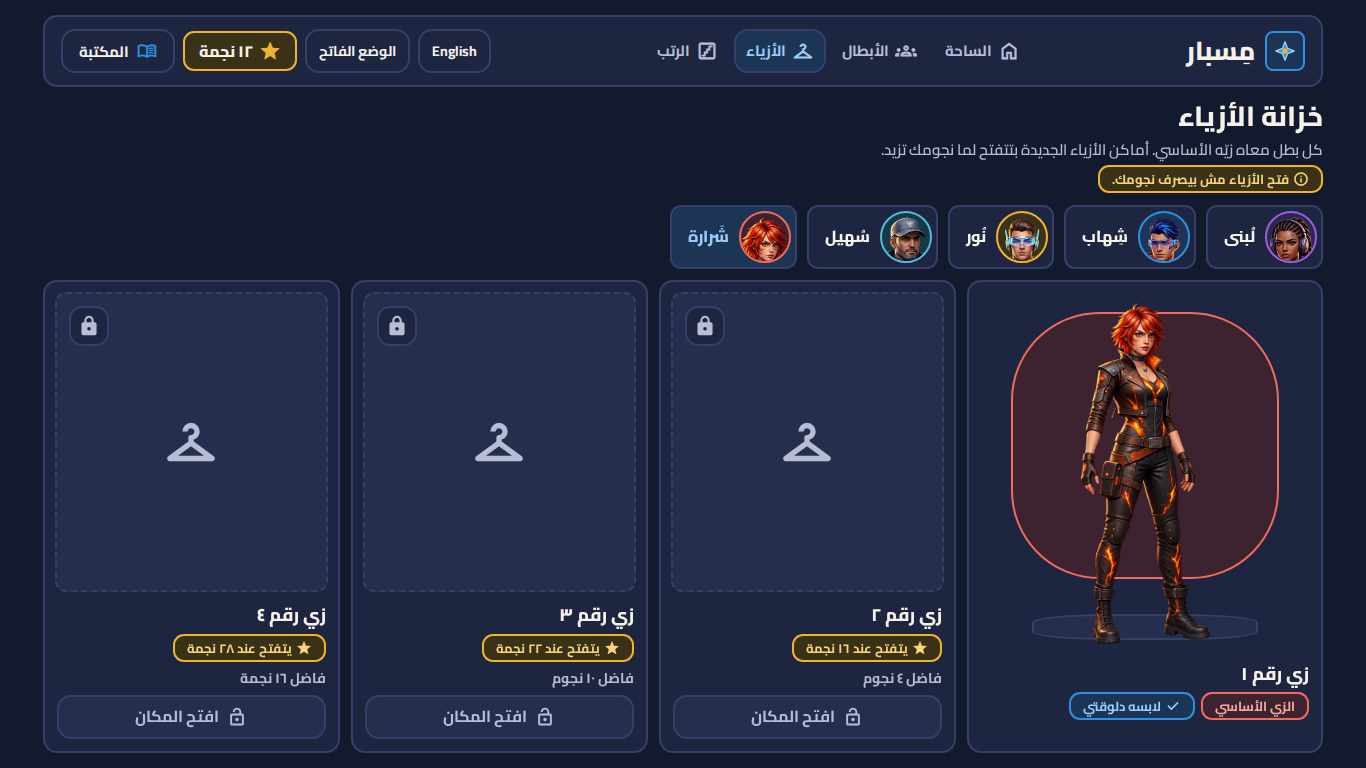 مِسبار
الساحة
الأبطال
الأزياء
الرتب
English
الوضع الفاتح
١٢ نجمة
المكتبة
خزانة الأزياء
كل بطل معاه زيّه الأساسي. أماكن الأزياء الجديدة بتتفتح لما نجومك تزيد.
فتح الأزياء مش بيصرف نجومك.
لُبنى
شِهاب
نُور
سُهيل
شَرارة
زي رقم ١
الزي الأساسي
لابسه دلوقتي
زي رقم ٢
يتفتح عند ١٦ نجمة
فاضل ٤ نجوم
افتح المكان
زي رقم ٣
يتفتح عند ٢٢ نجمة
فاضل ١٠ نجوم
افتح المكان
زي رقم ٤
يتفتح عند ٢٨ نجمة
فاضل ١٦ نجمة
افتح المكان